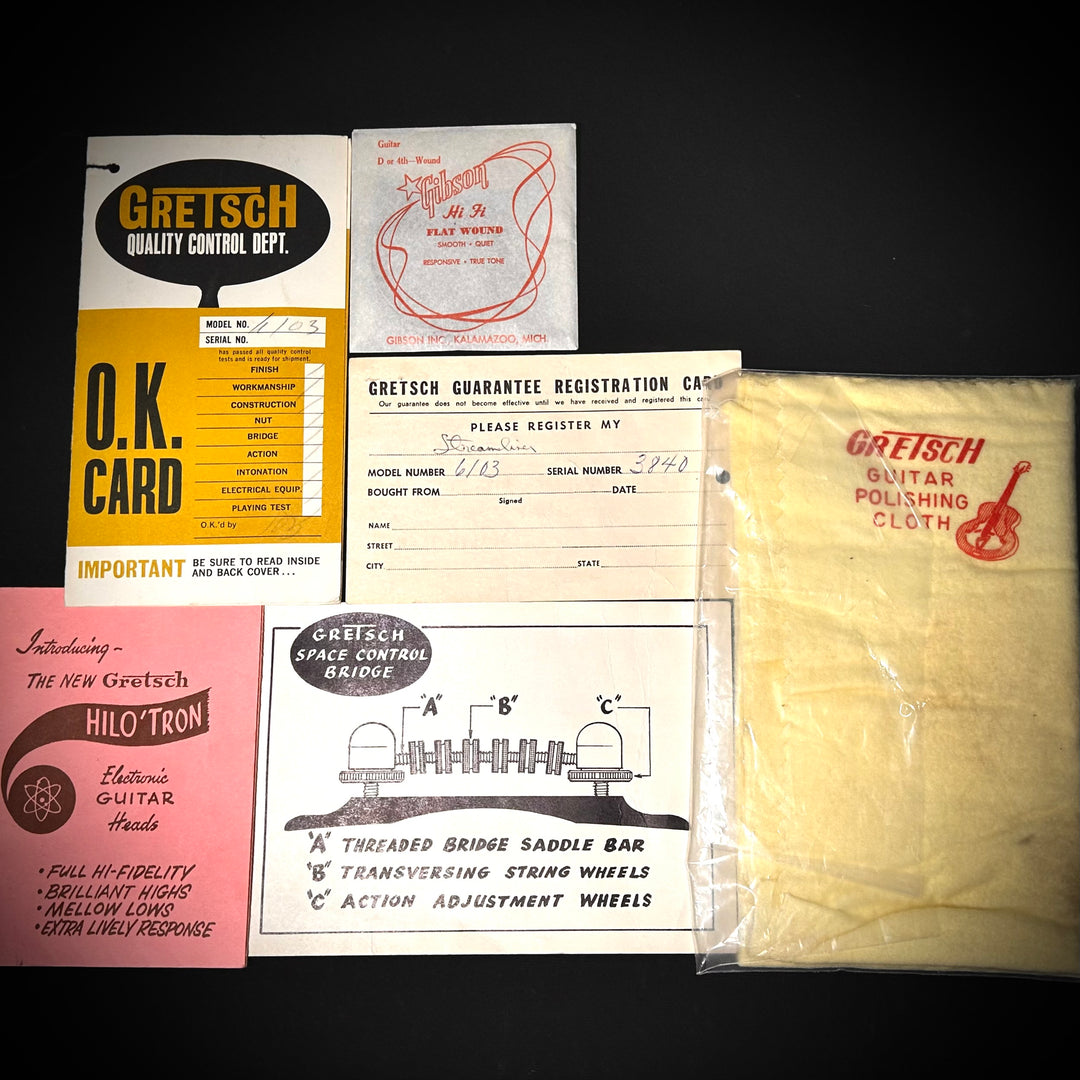 GRETSCH
QUALITY CONTROL DEPT.
MODEL NO. 6103
SERIAL NO.
has passed all quality control
tests and is ready for shipment.
O.K.
CARD
FINISH
WORKMANSHIP
CONSTRUCTION
NUT
BRIDGE
ACTION
INTONATION
ELECTRICAL EQUIP.
PLAYING TEST
O.K.'d by
IMPORTANT BE SURE TO READ INSIDE
AND BACK COVER...
Guitar
D or 4th—Wound
Gibson
Hi Fi
FLAT WOUND
SMOOTH • QUIET
RESPONSIVE • TRUE TONE
GIBSON INC. KALAMAZOO, MICH.
GRETSCH GUARANTEE REGISTRATION CARD
Our guarantee does not become effective until we have received and registered this
PLEASE REGISTER MY
Streamliner
MODEL NUMBER 6103 SERIAL NUMBER 3840
BOUGHT FROM DATE
Signed
NAME
STREET
CITY STATE
GRETSCH
GUITAR
POLISHING
CLOTH
Introducing~
THE NEW Gretsch
HILO'TRON
Electronic
GUITAR
Heads
• FULL HI-FIDELITY
• BRILLIANT HIGHS
• MELLOW LOWS
• EXTRA LIVELY RESPONSE
GRETSCH
SPACE CONTROL
BRIDGE
"A" "B" "C"
"A" THREADED BRIDGE SADDLE BAR
"B" TRANSVERSING STRING WHEELS
"C" ACTION ADJUSTMENT WHEELS